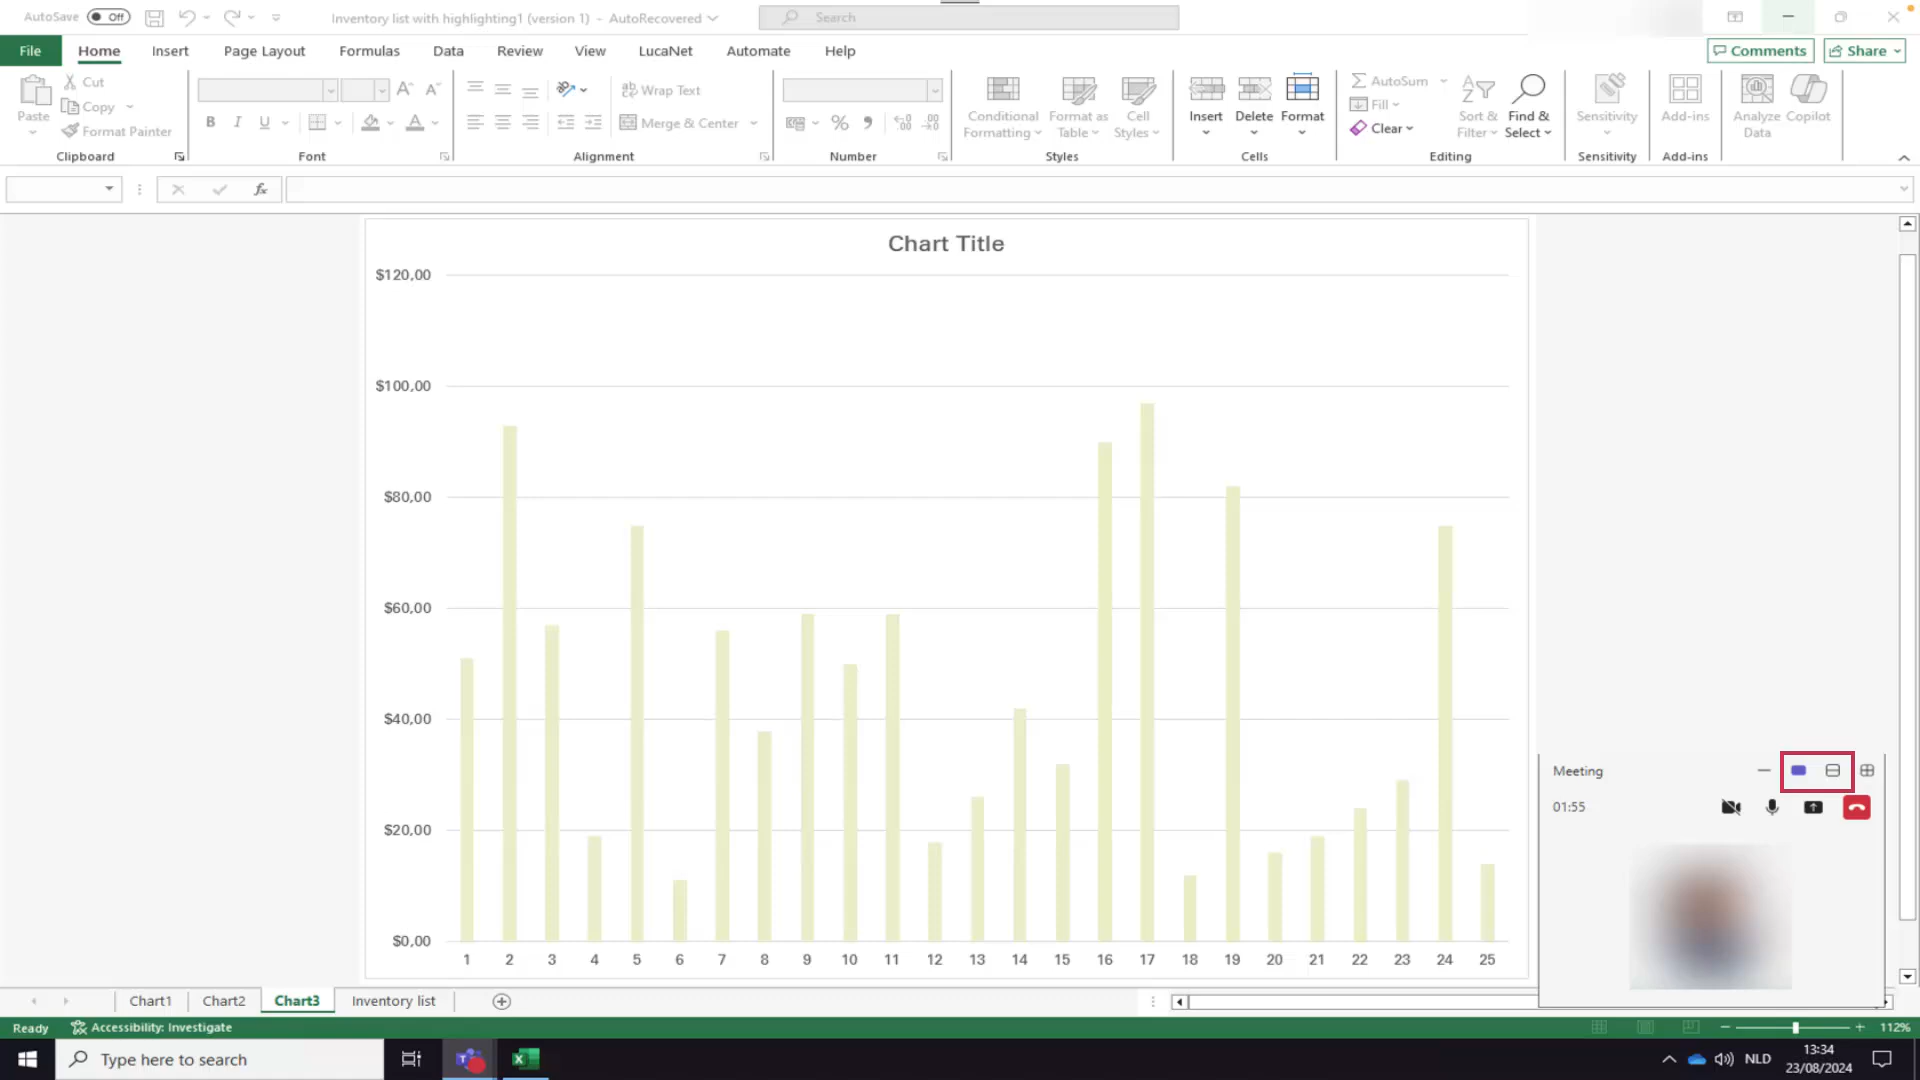 AutoSave Off Inventory list with highlighting1 (version 1) - AutoRecovered Search
File Home Insert Page Layout Formulas Data Review View LucaNet Automate Help Comments Share
Paste
Cut
Copy
Format Painter
Clipboard
B I U
Font
Wrap Text
Merge & Center
Alignment
%
Number
Conditional Formatting
Format as Table
Cell Styles
Styles
Insert Delete Format
Cells
AutoSum
Fill
Clear
Sort & Filter
Find & Select
Editing
Sensitivity
Sensitivity
Add-ins
Add-ins
Analyze Data
Copilot
fx
Chart Title
$120,00
$100,00
$80,00
$60,00
$40,00
$20,00
$0,00
1 2 3 4 5 6 7 8 9 10 11 12 13 14 15 16 17 18 19 20 21 22 23 24 25
Meeting
01:55
Chart1 Chart2 Chart3 Inventory list
Ready Accessibility: Investigate 112%
Type here to search NLD
13:34
23/08/2024